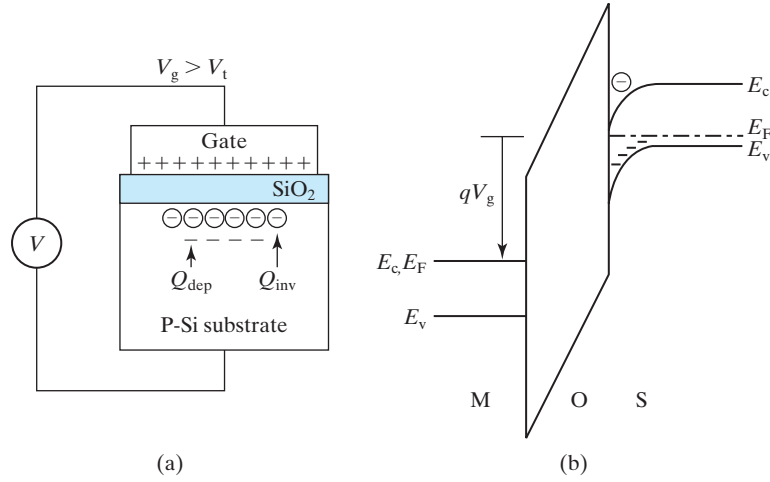 V_g > V_t
Gate
+ + + + + + + + + +
SiO_2
− − − − − −
− − − − −
V
Q_dep Q_inv
P-Si substrate
(a)
−
E_c
E_F
E_v
qV_g
E_c, E_F
E_v
M O S
(b)